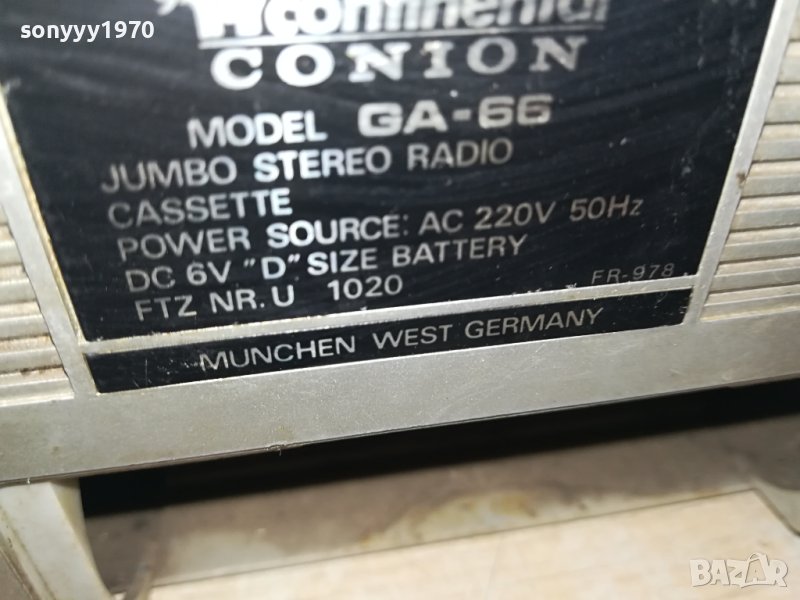 sonyyy1970
continental
CONION
MODEL GA-66
JUMBO STEREO RADIO
CASSETTE
POWER SOURCE: AC 220V 50Hz
DC 6V "D" SIZE BATTERY
FTZ NR. U 1020
FR-978
MUNCHEN WEST GERMANY
BAZAR